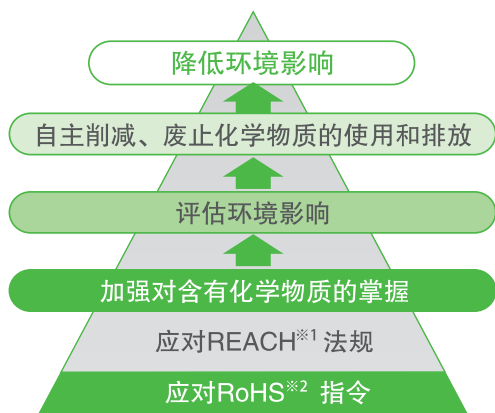 降低环境影响
自主削减、废止化学物质的使用和排放
评估环境影响
加强对含有化学物质的掌握
应对REACH※1 法规
应对RoHS※2 指令